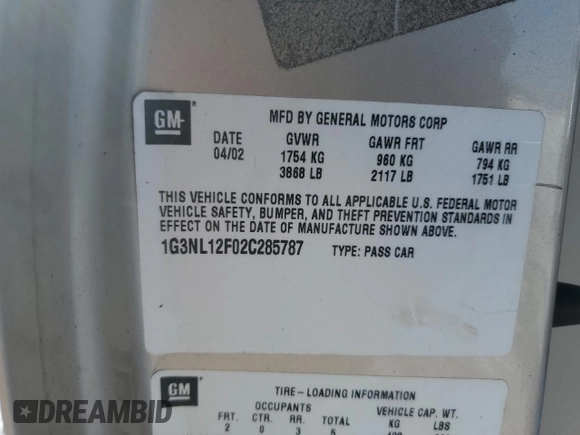 GM ®
MFD BY GENERAL MOTORS CORP
DATE GVWR GAWR FRT GAWR RR
04/02 1754 KG 960 KG 794 KG
3868 LB 2117 LB 1751 LB
THIS VEHICLE CONFORMS TO ALL APPLICABLE U.S. FEDERAL MOTOR
VEHICLE SAFETY, BUMPER, AND THEFT PREVENTION STANDARDS IN
EFFECT ON THE DATE OF MANUFACTURE SHOWN ABOVE.
1G3NL12F02C285787 TYPE: PASS CAR
GM ®
TIRE-LOADING INFORMATION
OCCUPANTS VEHICLE CAP. WT.
FRT. CTR. RR. TOTAL KG LBS
2 0 3 5
DREAMBID